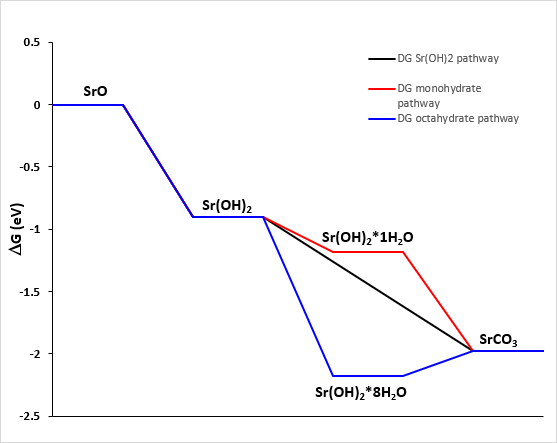 0.5
SrO
DG Sr(OH)2 pathway
DG monohydrate
pathway
DG octahydrate pathway
0
-0.5
Sr(OH)₂
-1
Sr(OH)₂*1H₂O
ΔG (eV)
-1.5
SrCO₃
-2
Sr(OH)₂*8H₂O
-2.5